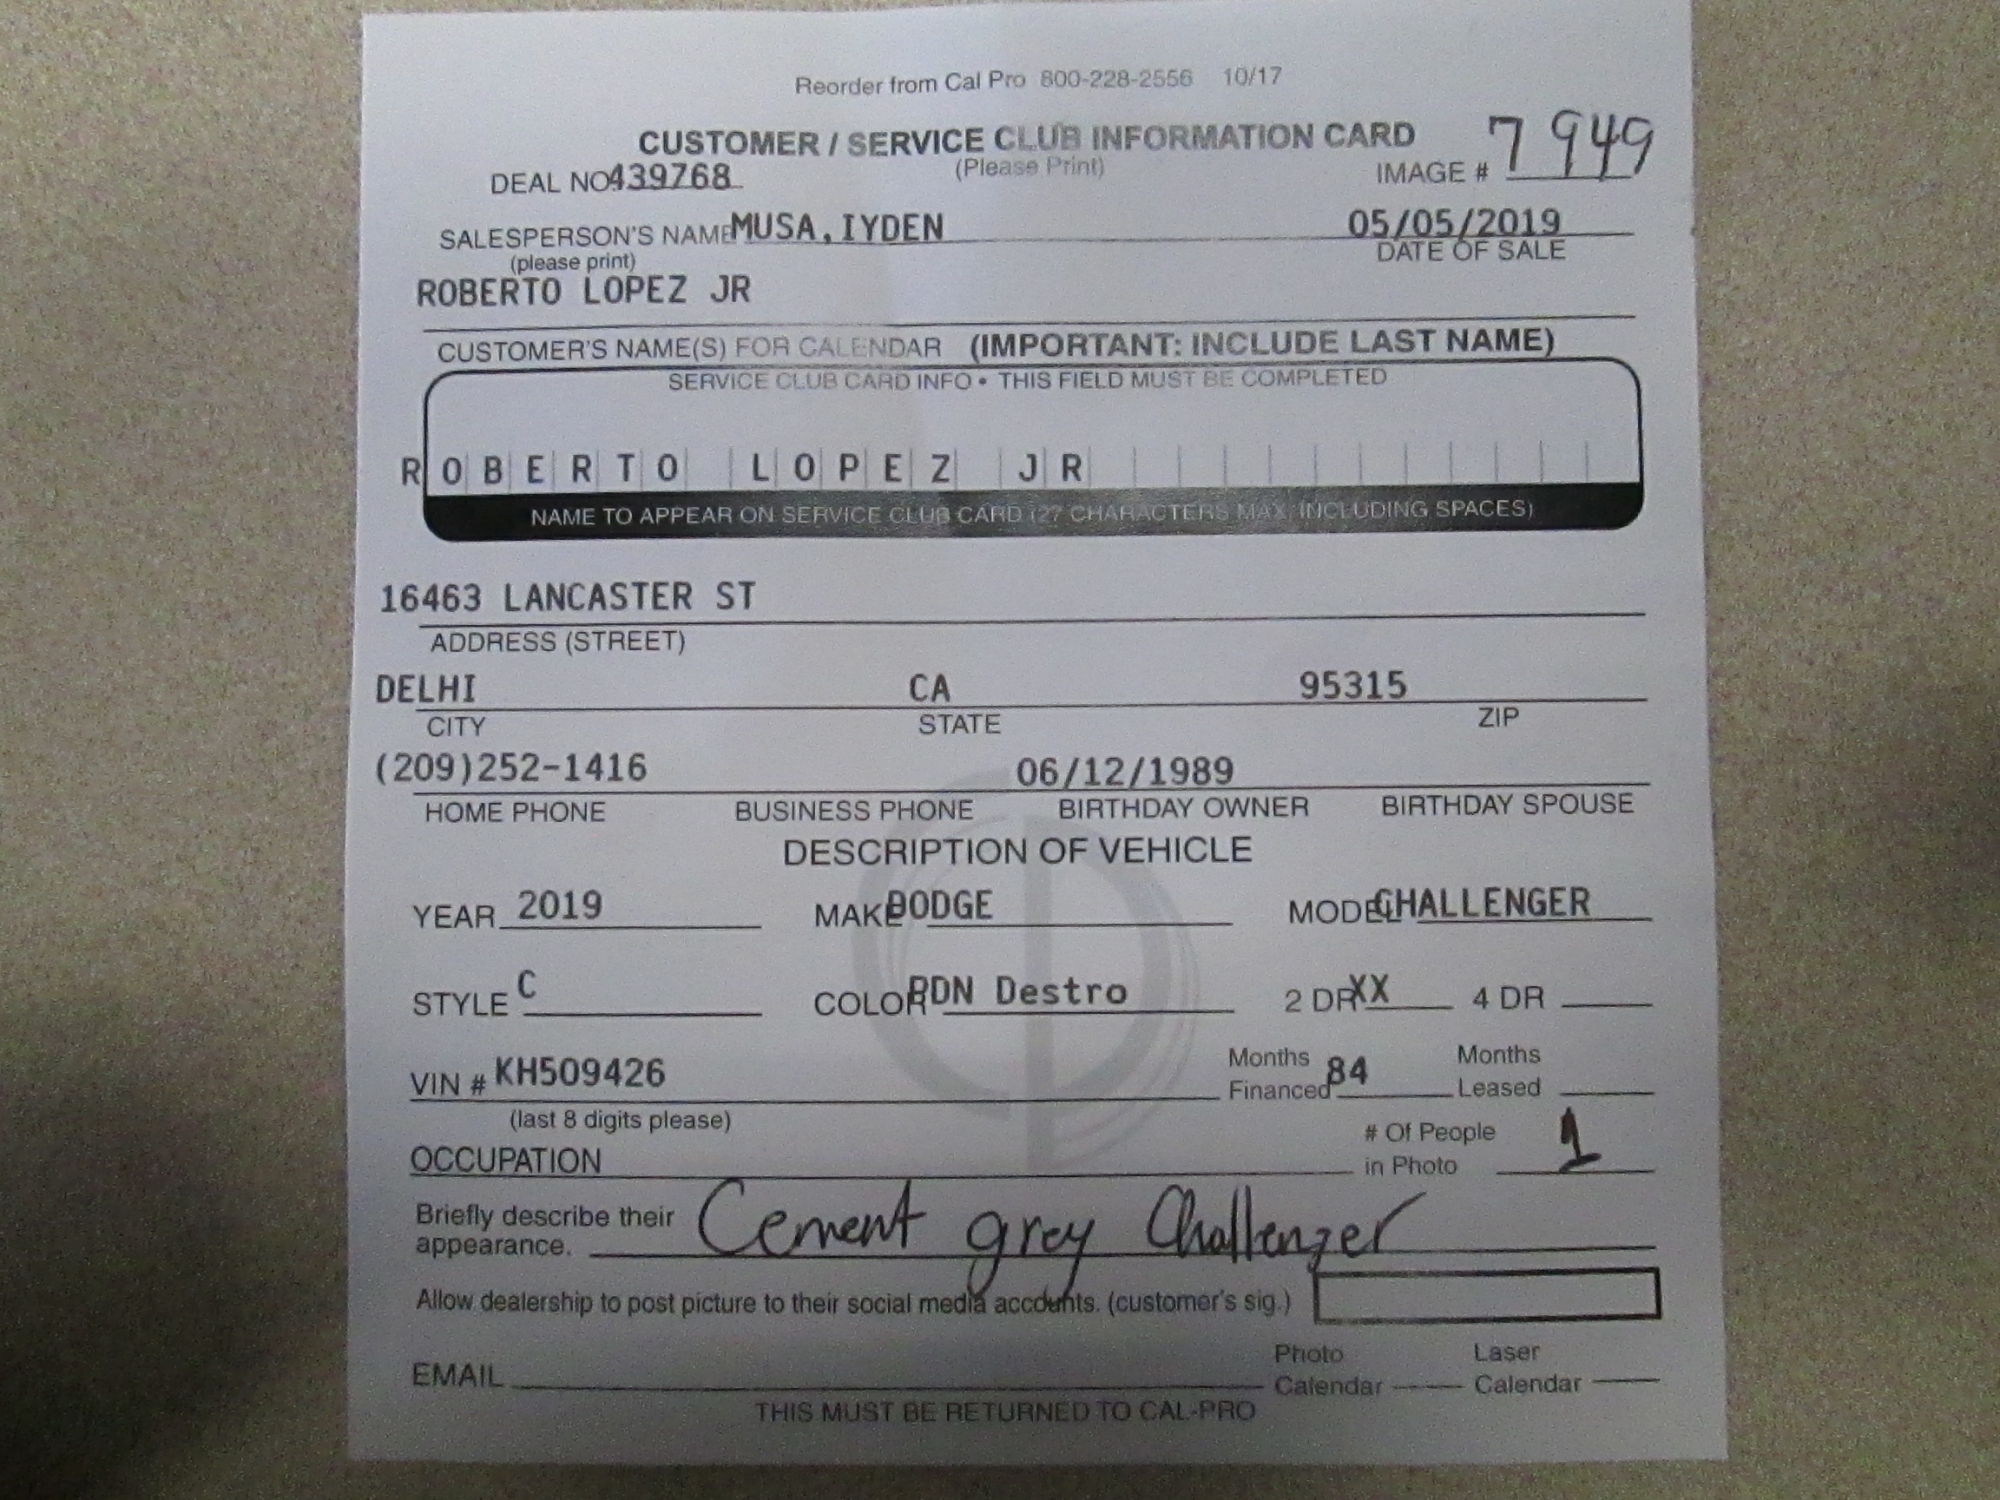 Reorder from Cal Pro 800-228-2556 10/17
CUSTOMER / SERVICE CLUB INFORMATION CARD
(Please Print)
DEAL NO 439768 IMAGE # 7949
SALESPERSON'S NAME MUSA, IYDEN 05/05/2019
(please print) DATE OF SALE
ROBERTO LOPEZ JR
CUSTOMER'S NAME(S) FOR CALENDAR (IMPORTANT: INCLUDE LAST NAME)
SERVICE CLUB CARD INFO • THIS FIELD MUST BE COMPLETED
ROBERTO LOPEZ JR
NAME TO APPEAR ON SERVICE CLUB CARD (27 CHARACTERS MAX, INCLUDING SPACES)
16463 LANCASTER ST
ADDRESS (STREET)
DELHI CA 95315
CITY STATE ZIP
(209)252-1416 06/12/1989
HOME PHONE BUSINESS PHONE BIRTHDAY OWNER BIRTHDAY SPOUSE
DESCRIPTION OF VEHICLE
YEAR 2019 MAKE DODGE MODEL CHALLENGER
STYLE C COLOR PDN Destro 2 DR XX 4 DR
VIN # KH509426 Months Financed 84 Months Leased
(last 8 digits please)
OCCUPATION # Of People in Photo 1
Briefly describe their appearance. Cement grey Challenger
Allow dealership to post picture to their social media accounts. (customer's sig.)
EMAIL Photo Calendar Laser Calendar
THIS MUST BE RETURNED TO CAL-PRO